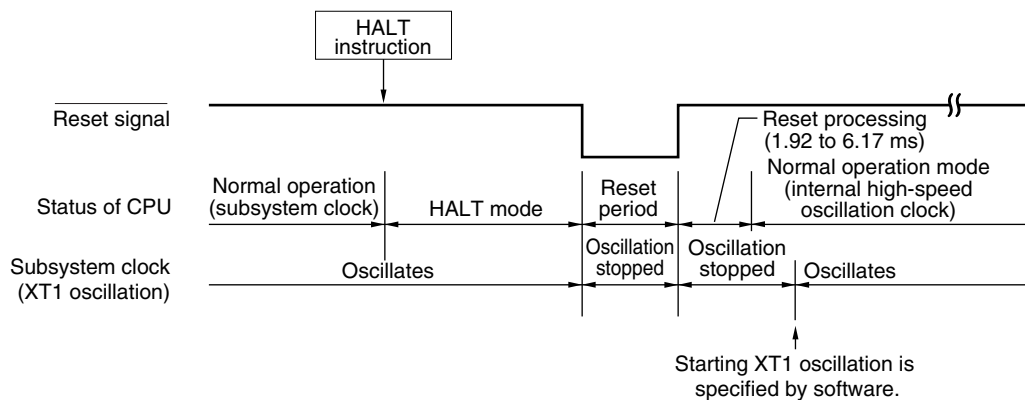 HALT
instruction
Reset signal
Reset processing
(1.92 to 6.17 ms)
Status of CPU
Normal operation
(subsystem clock)
HALT mode
Reset
period
Normal operation mode
(internal high-speed
oscillation clock)
Subsystem clock
(XT1 oscillation)
Oscillates
Oscillation
stopped
Oscillation
stopped
Oscillates
Starting XT1 oscillation is
specified by software.